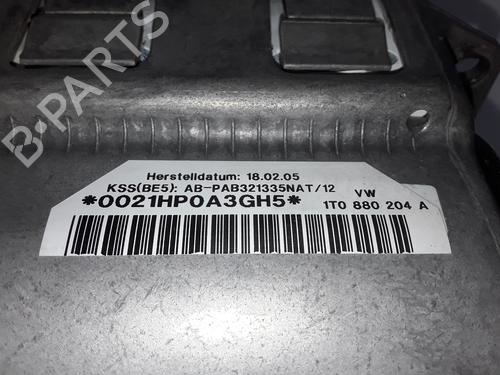 Herstelldatum: 18.02.05
KSS(BE5): AB-PAB321335NAT/12
*0021HP0A3GH5*
VW
1T0 880 204 A
B-PARTS